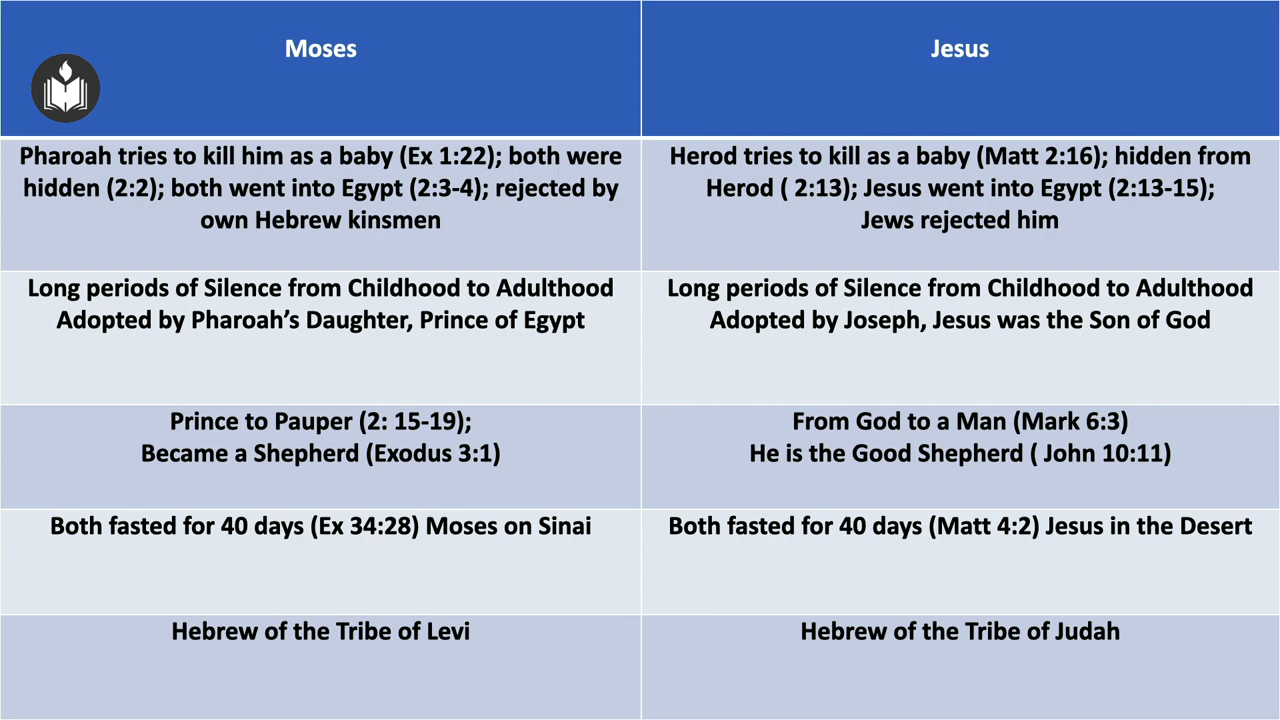 Moses
Jesus
Pharoah tries to kill him as a baby (Ex 1:22); both were
hidden (2:2); both went into Egypt (2:3-4); rejected by
own Hebrew kinsmen
Herod tries to kill as a baby (Matt 2:16); hidden from
Herod ( 2:13); Jesus went into Egypt (2:13-15);
Jews rejected him
Long periods of Silence from Childhood to Adulthood
Adopted by Pharoah’s Daughter, Prince of Egypt
Long periods of Silence from Childhood to Adulthood
Adopted by Joseph, Jesus was the Son of God
Prince to Pauper (2: 15-19);
Became a Shepherd (Exodus 3:1)
From God to a Man (Mark 6:3)
He is the Good Shepherd ( John 10:11)
Both fasted for 40 days (Ex 34:28) Moses on Sinai
Both fasted for 40 days (Matt 4:2) Jesus in the Desert
Hebrew of the Tribe of Levi
Hebrew of the Tribe of Judah